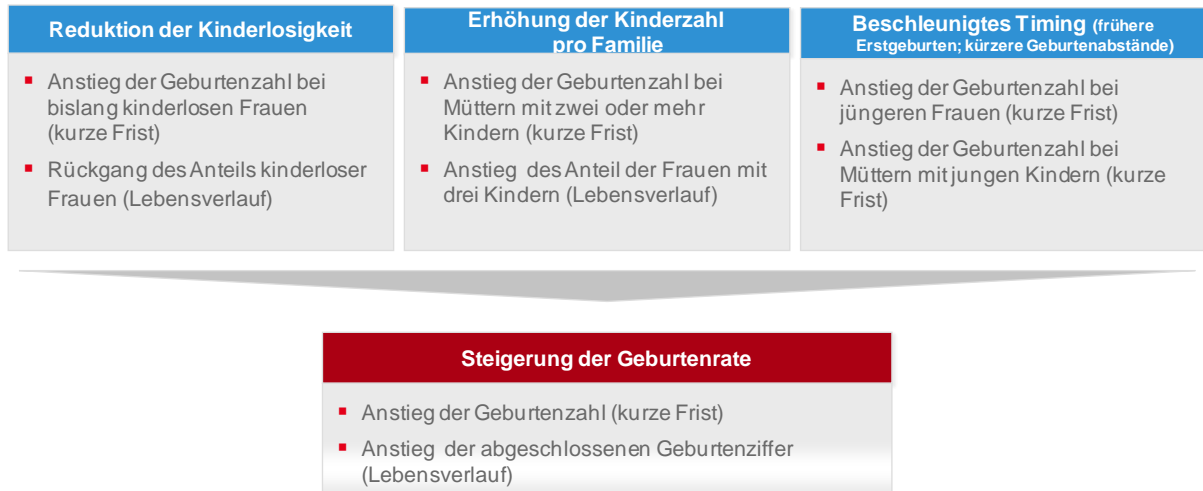 Reduktion der Kinderlosigkeit
Anstieg der Geburtenzahl bei
bislang kinderlosen Frauen
(kurze Frist)
Rückgang des Anteils kinderloser
Frauen (Lebensverlauf)
Erhöhung der Kinderzahl
pro Familie
Anstieg der Geburtenzahl bei
Müttern mit zwei oder mehr
Kindern (kurze Frist)
Anstieg des Anteil der Frauen mit
drei Kindern (Lebensverlauf)
Beschleunigtes Timing (frühere
Erstgeburten; kürzere Geburtenabstände)
Anstieg der Geburtenzahl bei
jüngeren Frauen (kurze Frist)
Anstieg der Geburtenzahl bei
Müttern mit jungen Kindern (kurze
Frist)
Steigerung der Geburtenrate
Anstieg der Geburtenzahl (kurze Frist)
Anstieg der abgeschlossenen Geburtenziffer
(Lebensverlauf)